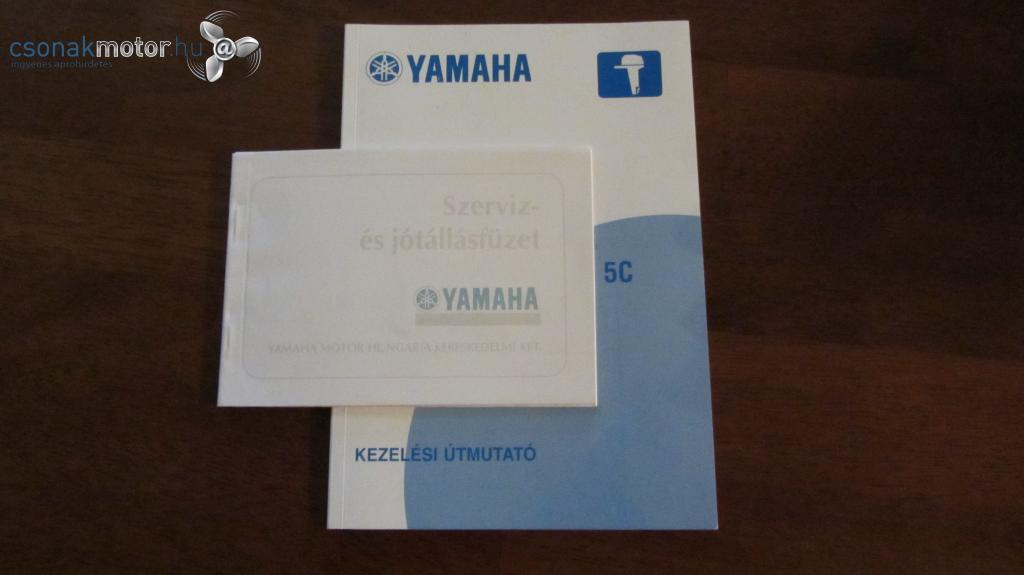 csonakmotor.hu
ingyenes apróhirdetés
YAMAHA
Szerviz-
és jótállásfüzet
YAMAHA
YAMAHA MOTOR HUNGÁRIA KERESKEDELMI KFT.
5C
KEZELÉSI ÚTMUTATÓ